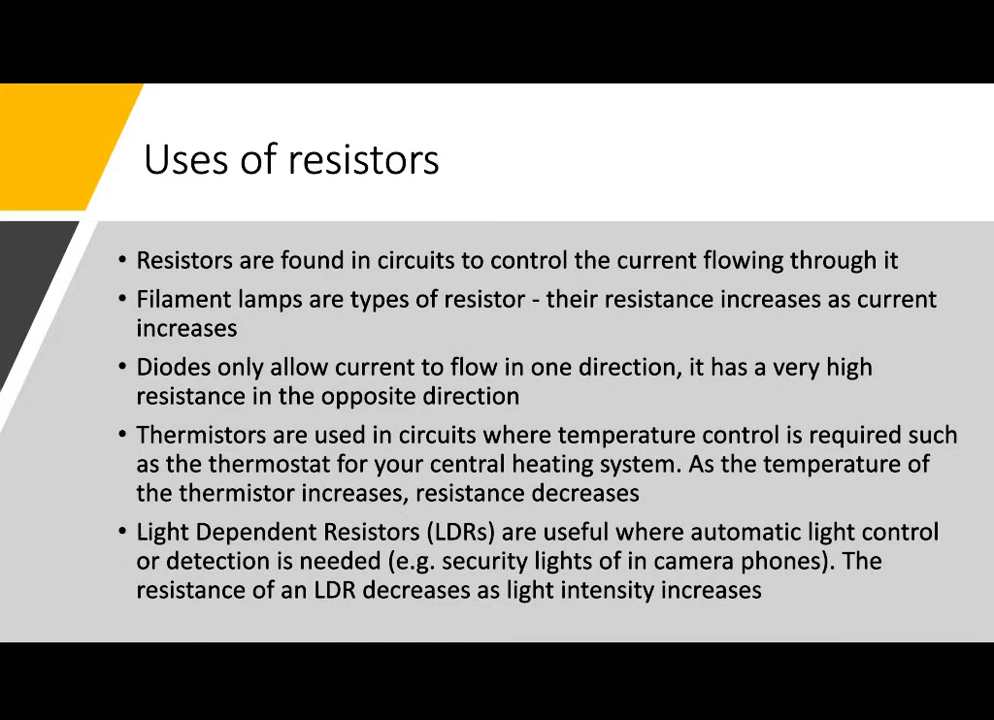 Uses of resistors
• Resistors are found in circuits to control the current flowing through it
• Filament lamps are types of resistor - their resistance increases as current
increases
• Diodes only allow current to flow in one direction, it has a very high
resistance in the opposite direction
• Thermistors are used in circuits where temperature control is required such
as the thermostat for your central heating system. As the temperature of
the thermistor increases, resistance decreases
• Light Dependent Resistors (LDRs) are useful where automatic light control
or detection is needed (e.g. security lights of in camera phones). The
resistance of an LDR decreases as light intensity increases